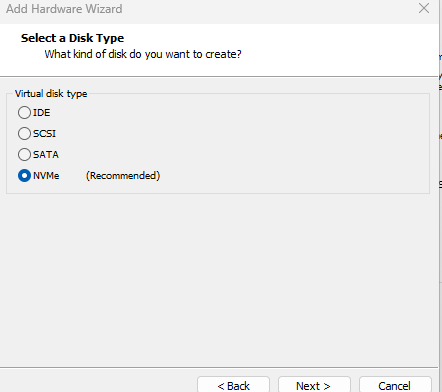 Add Hardware Wizard
Select a Disk Type
What kind of disk do you want to create?
Virtual disk type
IDE
SCSI
SATA
NVMe (Recommended)
< Back Next > Cancel